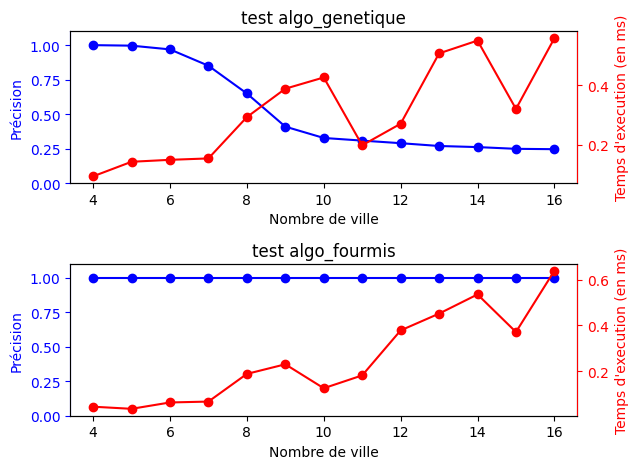 test algo_genetique
1.00
0.75
0.50
0.25
0.00
Précision
0.4
0.2
Temps d'execution (en ms)
4 6 8 10 12 14 16
Nombre de ville
test algo_fourmis
1.00
0.75
0.50
0.25
0.00
Précision
0.6
0.4
0.2
Temps d'execution (en ms)
4 6 8 10 12 14 16
Nombre de ville